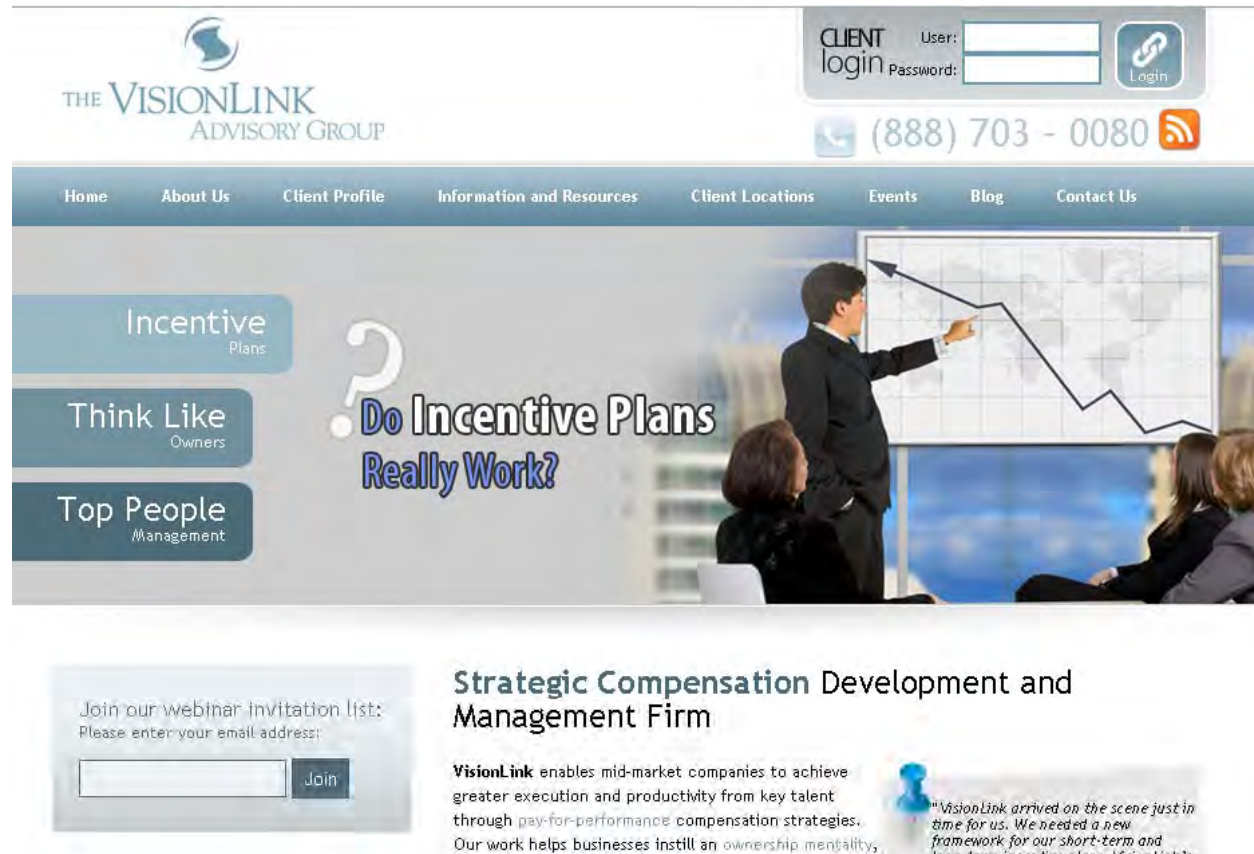 THE VISIONLINK
ADVISORY GROUP
CLIENT
login
User:
Password:
Login
(888) 703 - 0080
Home About Us Client Profile Information and Resources Client Locations Events Blog Contact Us
Incentive
Plans
Think Like
Owners
Top People
Management
?
Do Incentive Plans
Really Work?
Join our webinar invitation list:
Please enter your email address:
Join
Strategic Compensation Development and
Management Firm
VisionLink enables mid-market companies to achieve
greater execution and productivity from key talent
through pay-for-performance compensation strategies.
Our work helps businesses instill an ownership mentality,
"VisionLink arrived on the scene just in
time for us. We needed a new
framework for our short-term and